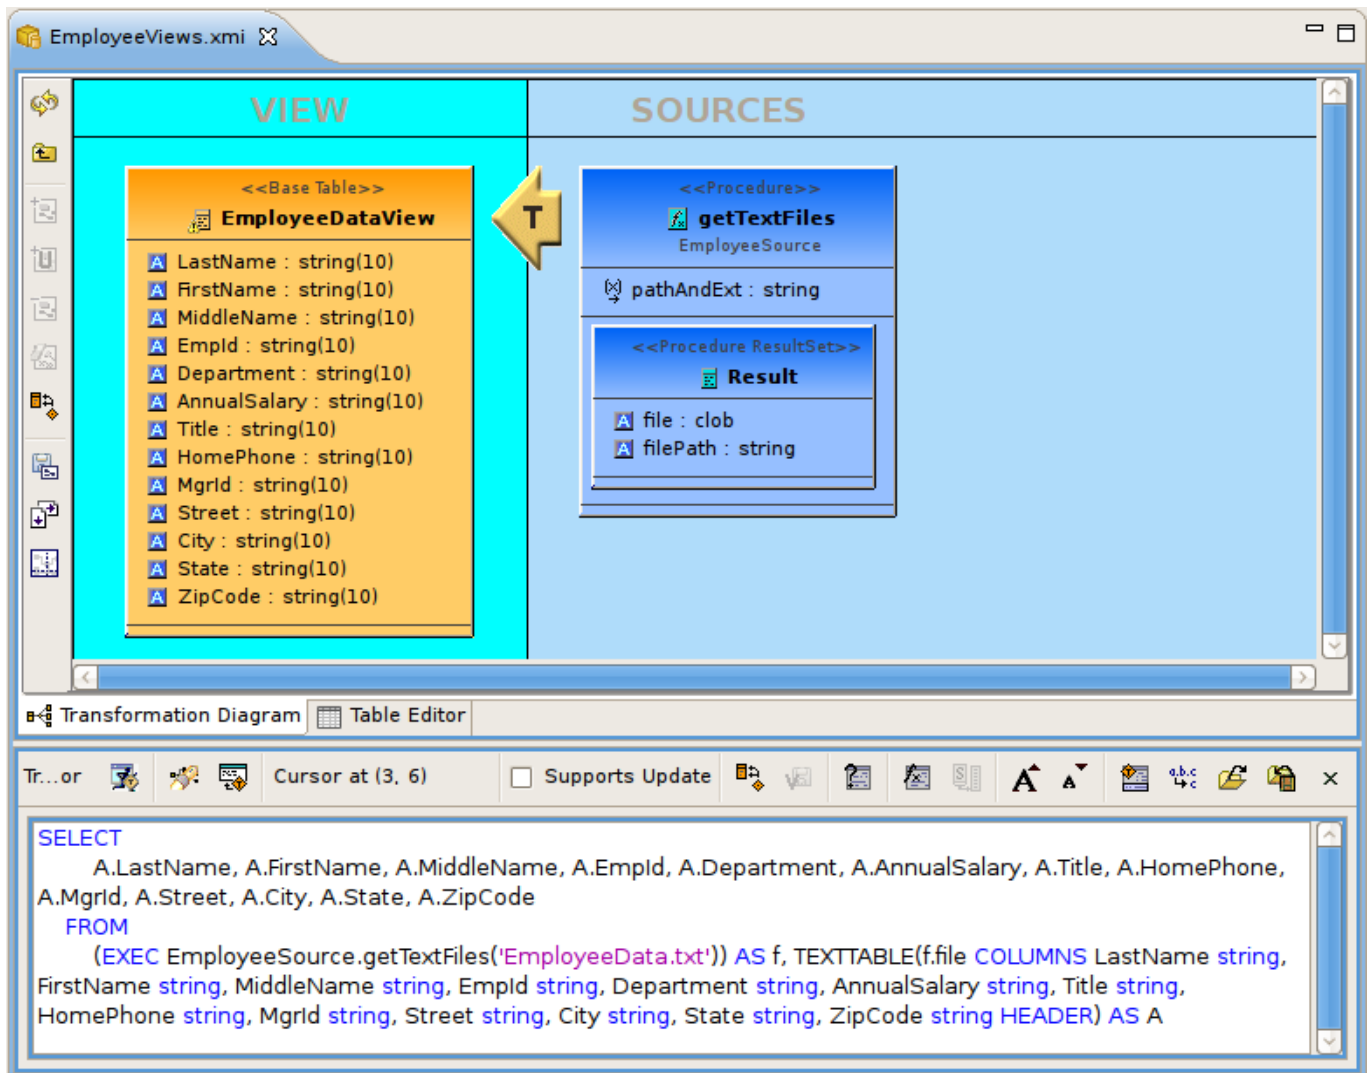 EmployeeViews.xmi
VIEW
SOURCES
<<Base Table>>
EmployeeDataView
LastName : string(10)
FirstName : string(10)
MiddleName : string(10)
EmpId : string(10)
Department : string(10)
AnnualSalary : string(10)
Title : string(10)
HomePhone : string(10)
MgrId : string(10)
Street : string(10)
City : string(10)
State : string(10)
ZipCode : string(10)
T
<<Procedure>>
getTextFiles
EmployeeSource
pathAndExt : string
<<Procedure ResultSet>>
Result
file : clob
filePath : string
Transformation Diagram
Table Editor
Tr...or
Cursor at (3, 6)
Supports Update
SELECT
A.LastName, A.FirstName, A.MiddleName, A.EmpId, A.Department, A.AnnualSalary, A.Title, A.HomePhone,
A.MgrId, A.Street, A.City, A.State, A.ZipCode
FROM
(EXEC EmployeeSource.getTextFiles('EmployeeData.txt')) AS f, TEXTTABLE(f.file COLUMNS LastName string,
FirstName string, MiddleName string, EmpId string, Department string, AnnualSalary string, Title string,
HomePhone string, MgrId string, Street string, City string, State string, ZipCode string HEADER) AS A